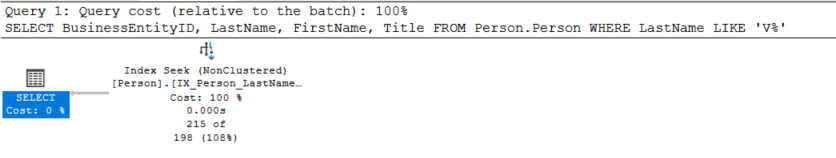 Query 1: Query cost (relative to the batch): 100%
SELECT BusinessEntityID, LastName, FirstName, Title FROM Person.Person WHERE LastName LIKE 'V%'
Index Seek (NonClustered)
[Person].[IX_Person_LastName…
Cost: 100 %
0.000s
215 of
198 (108%)
SELECT
Cost: 0 %